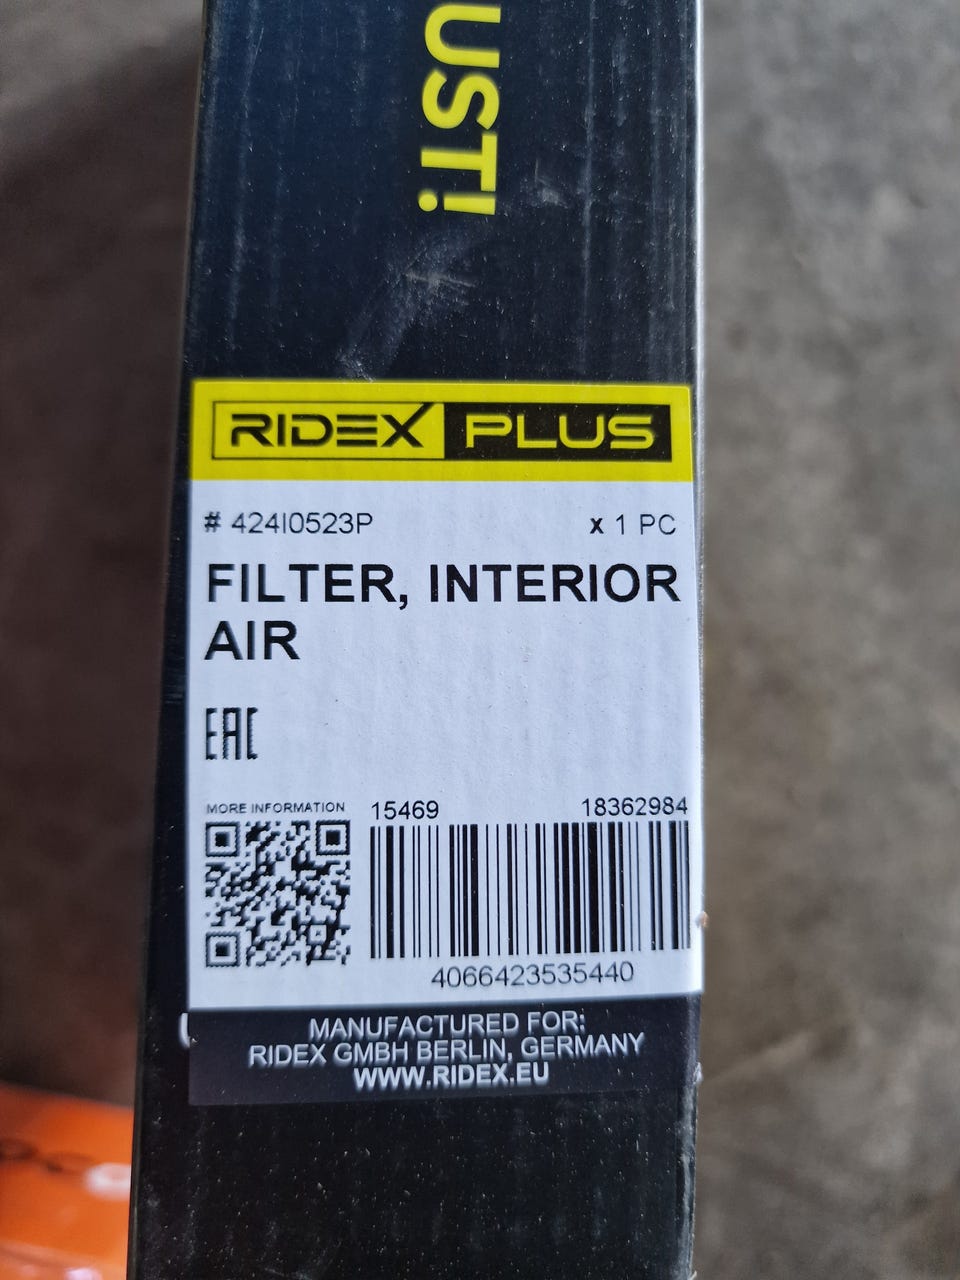 UST!
RIDEX PLUS
# 424I0523P x 1 PC
FILTER, INTERIOR
AIR
EAC
MORE INFORMATION 15469 18362984
4066423535440
MANUFACTURED FOR:
RIDEX GMBH BERLIN, GERMANY
WWW.RIDEX.EU